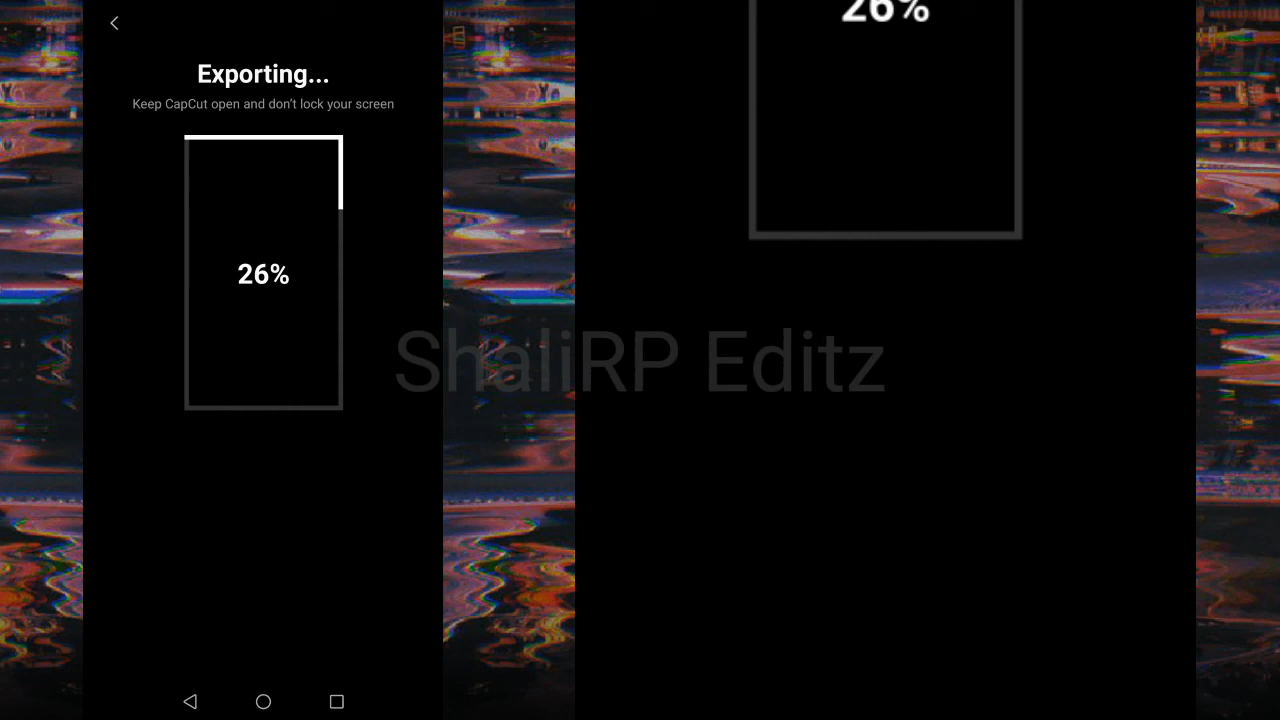 Exporting...
Keep CapCut open and don't lock your screen
26%
26%
ShaliRP Editz